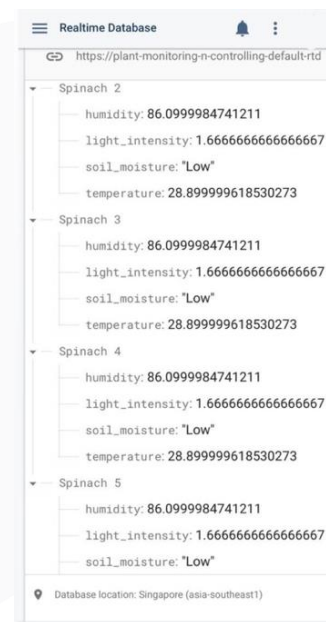 Realtime Database
https://plant-monitoring-n-controlling-default-rtd
Spinach 2
humidity: 86.0999984741211
light_intensity: 1.6666666666666667
soil_moisture: "Low"
temperature: 28.899999618530273
Spinach 3
humidity: 86.0999984741211
light_intensity: 1.6666666666666667
soil_moisture: "Low"
temperature: 28.899999618530273
Spinach 4
humidity: 86.0999984741211
light_intensity: 1.6666666666666667
soil_moisture: "Low"
temperature: 28.899999618530273
Spinach 5
humidity: 86.0999984741211
light_intensity: 1.6666666666666667
soil_moisture: "Low"
Database location: Singapore (asia-southeast1)